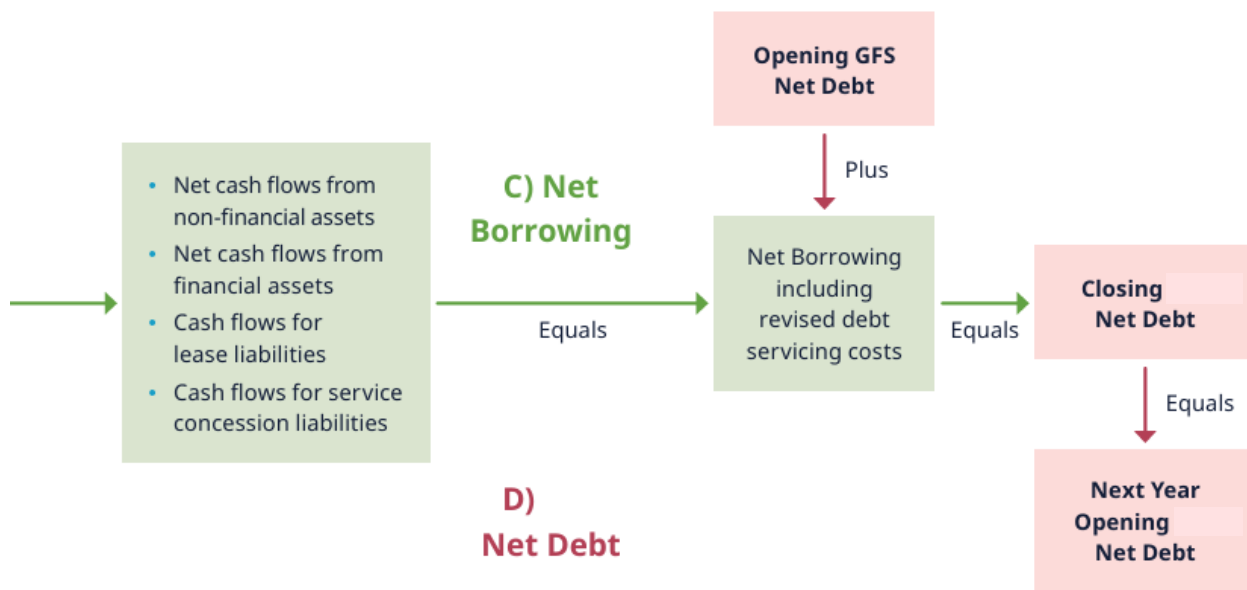 Opening GFS
Net Debt
Plus
• Net cash flows from
non-financial assets
• Net cash flows from
financial assets
• Cash flows for
lease liabilities
• Cash flows for service
concession liabilities
C) Net
Borrowing
Equals
Net Borrowing
including
revised debt
servicing costs
Equals
Closing
Net Debt
Equals
D)
Net Debt
Next Year
Opening
Net Debt